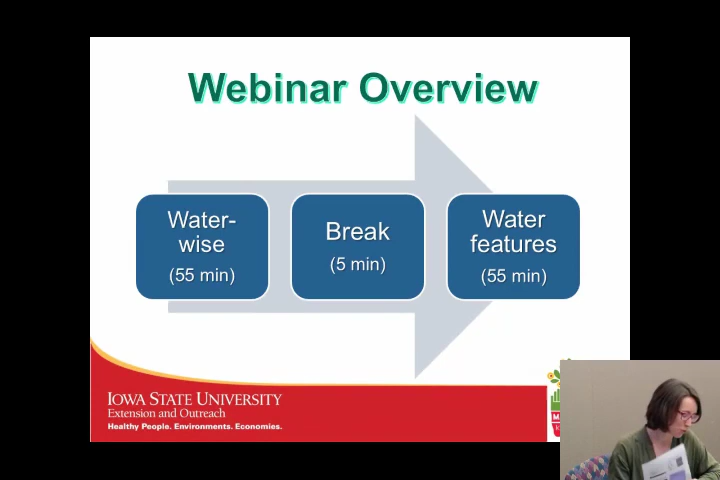 Webinar Overview
Water-
wise
(55 min)
Break
(5 min)
Water
features
(55 min)
IOWA STATE UNIVERSITY
Extension and Outreach
Healthy People. Environments. Economies.